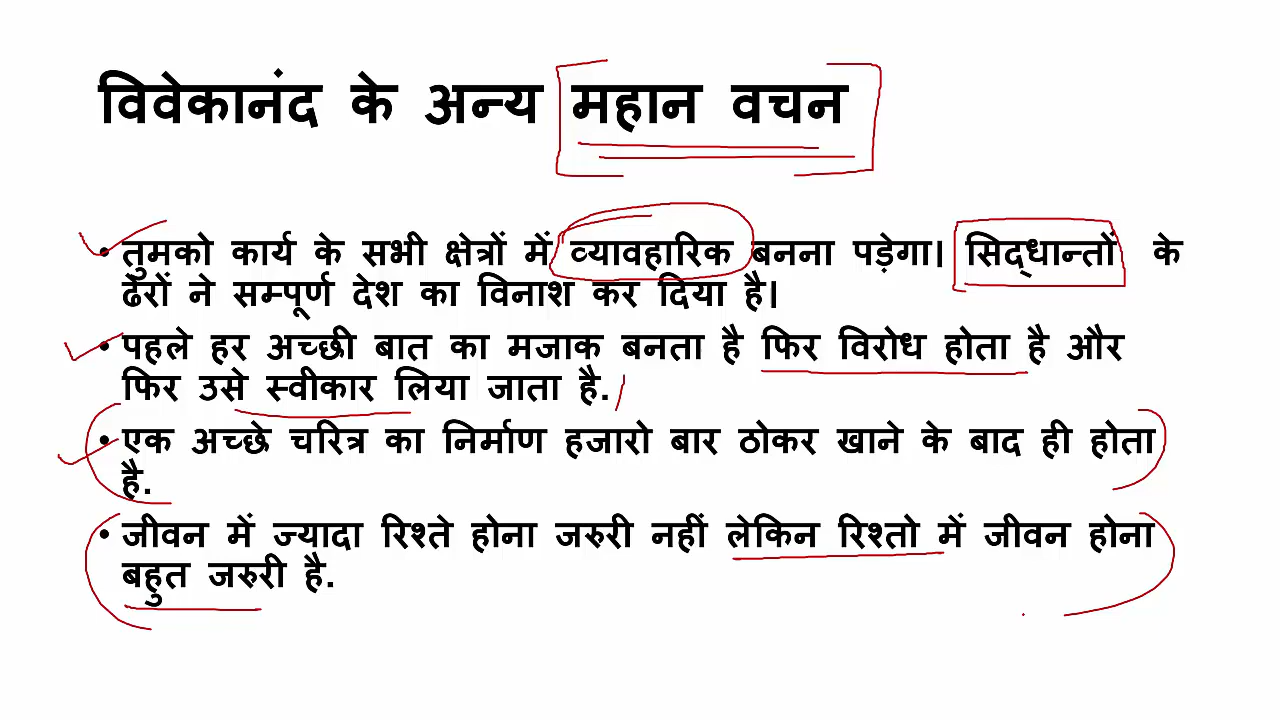 विवेकानंद के अन्य महान वचन
• तुमको कार्य के सभी क्षेत्रों में व्यावहारिक बनना पड़ेगा। सिद्धान्तों के
ढेरों ने सम्पूर्ण देश का विनाश कर दिया है।
• पहले हर अच्छी बात का मजाक बनता है फिर विरोध होता है और
फिर उसे स्वीकार लिया जाता है.
• एक अच्छे चरित्र का निर्माण हजारो बार ठोकर खाने के बाद ही होता
है.
• जीवन में ज्यादा रिश्ते होना जरुरी नहीं लेकिन रिश्तो में जीवन होना
बहुत जरुरी है.